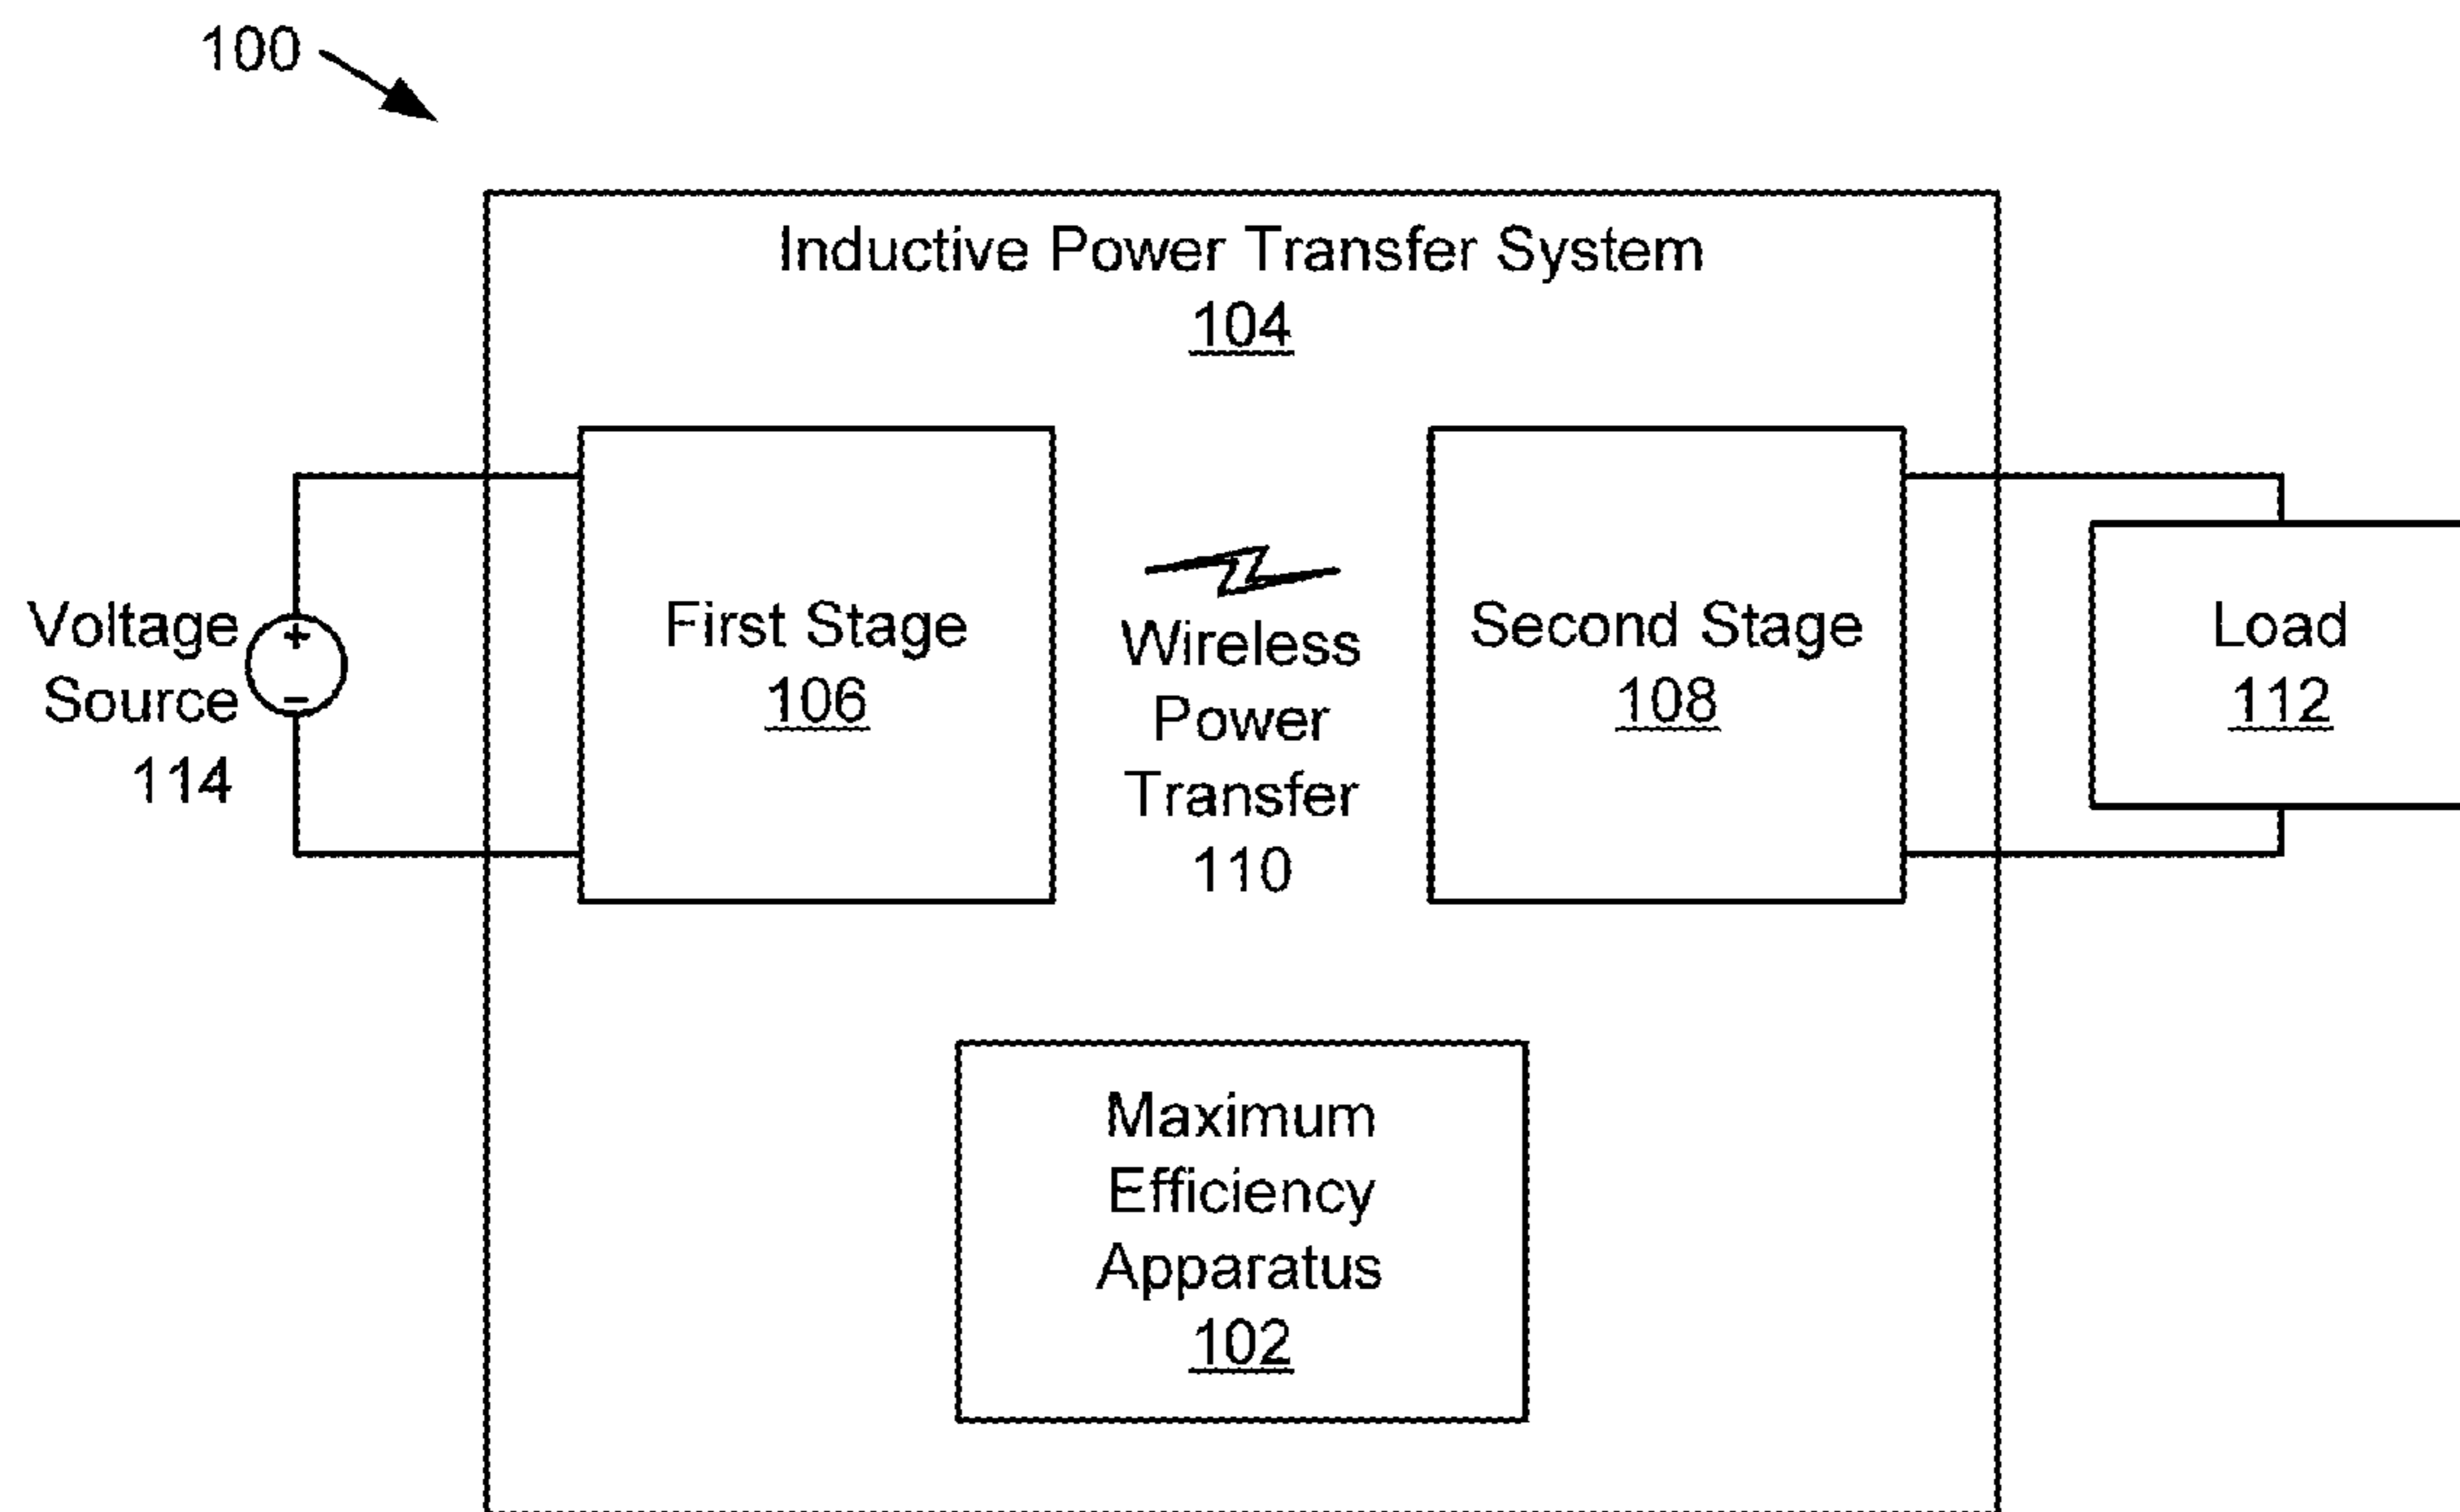 100
Inductive Power Transfer System
104
Voltage
Source
114
+
−
First Stage
106
Wireless
Power
Transfer
110
Second Stage
108
Load
112
Maximum
Efficiency
Apparatus
102